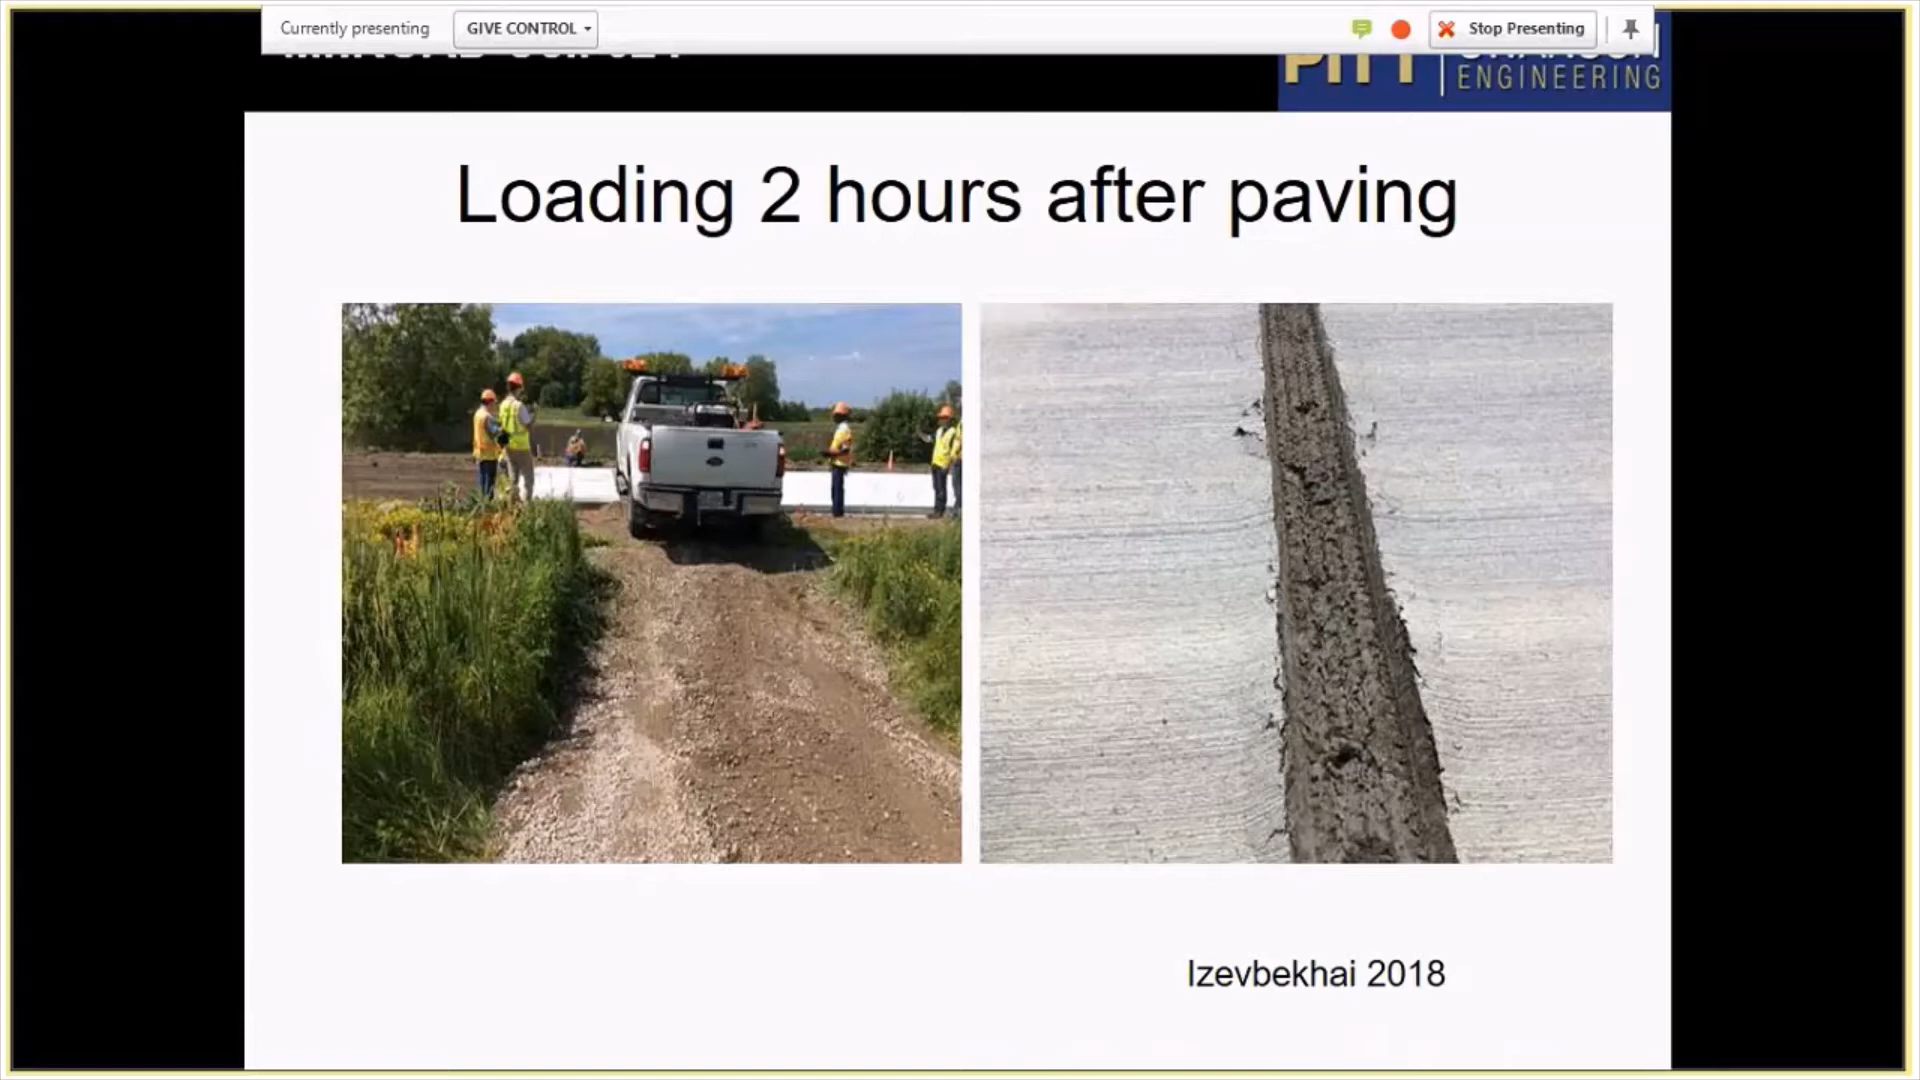 Currently presenting
GIVE CONTROL
Stop Presenting
ENGINEERING
Loading 2 hours after paving
Izevbekhai 2018